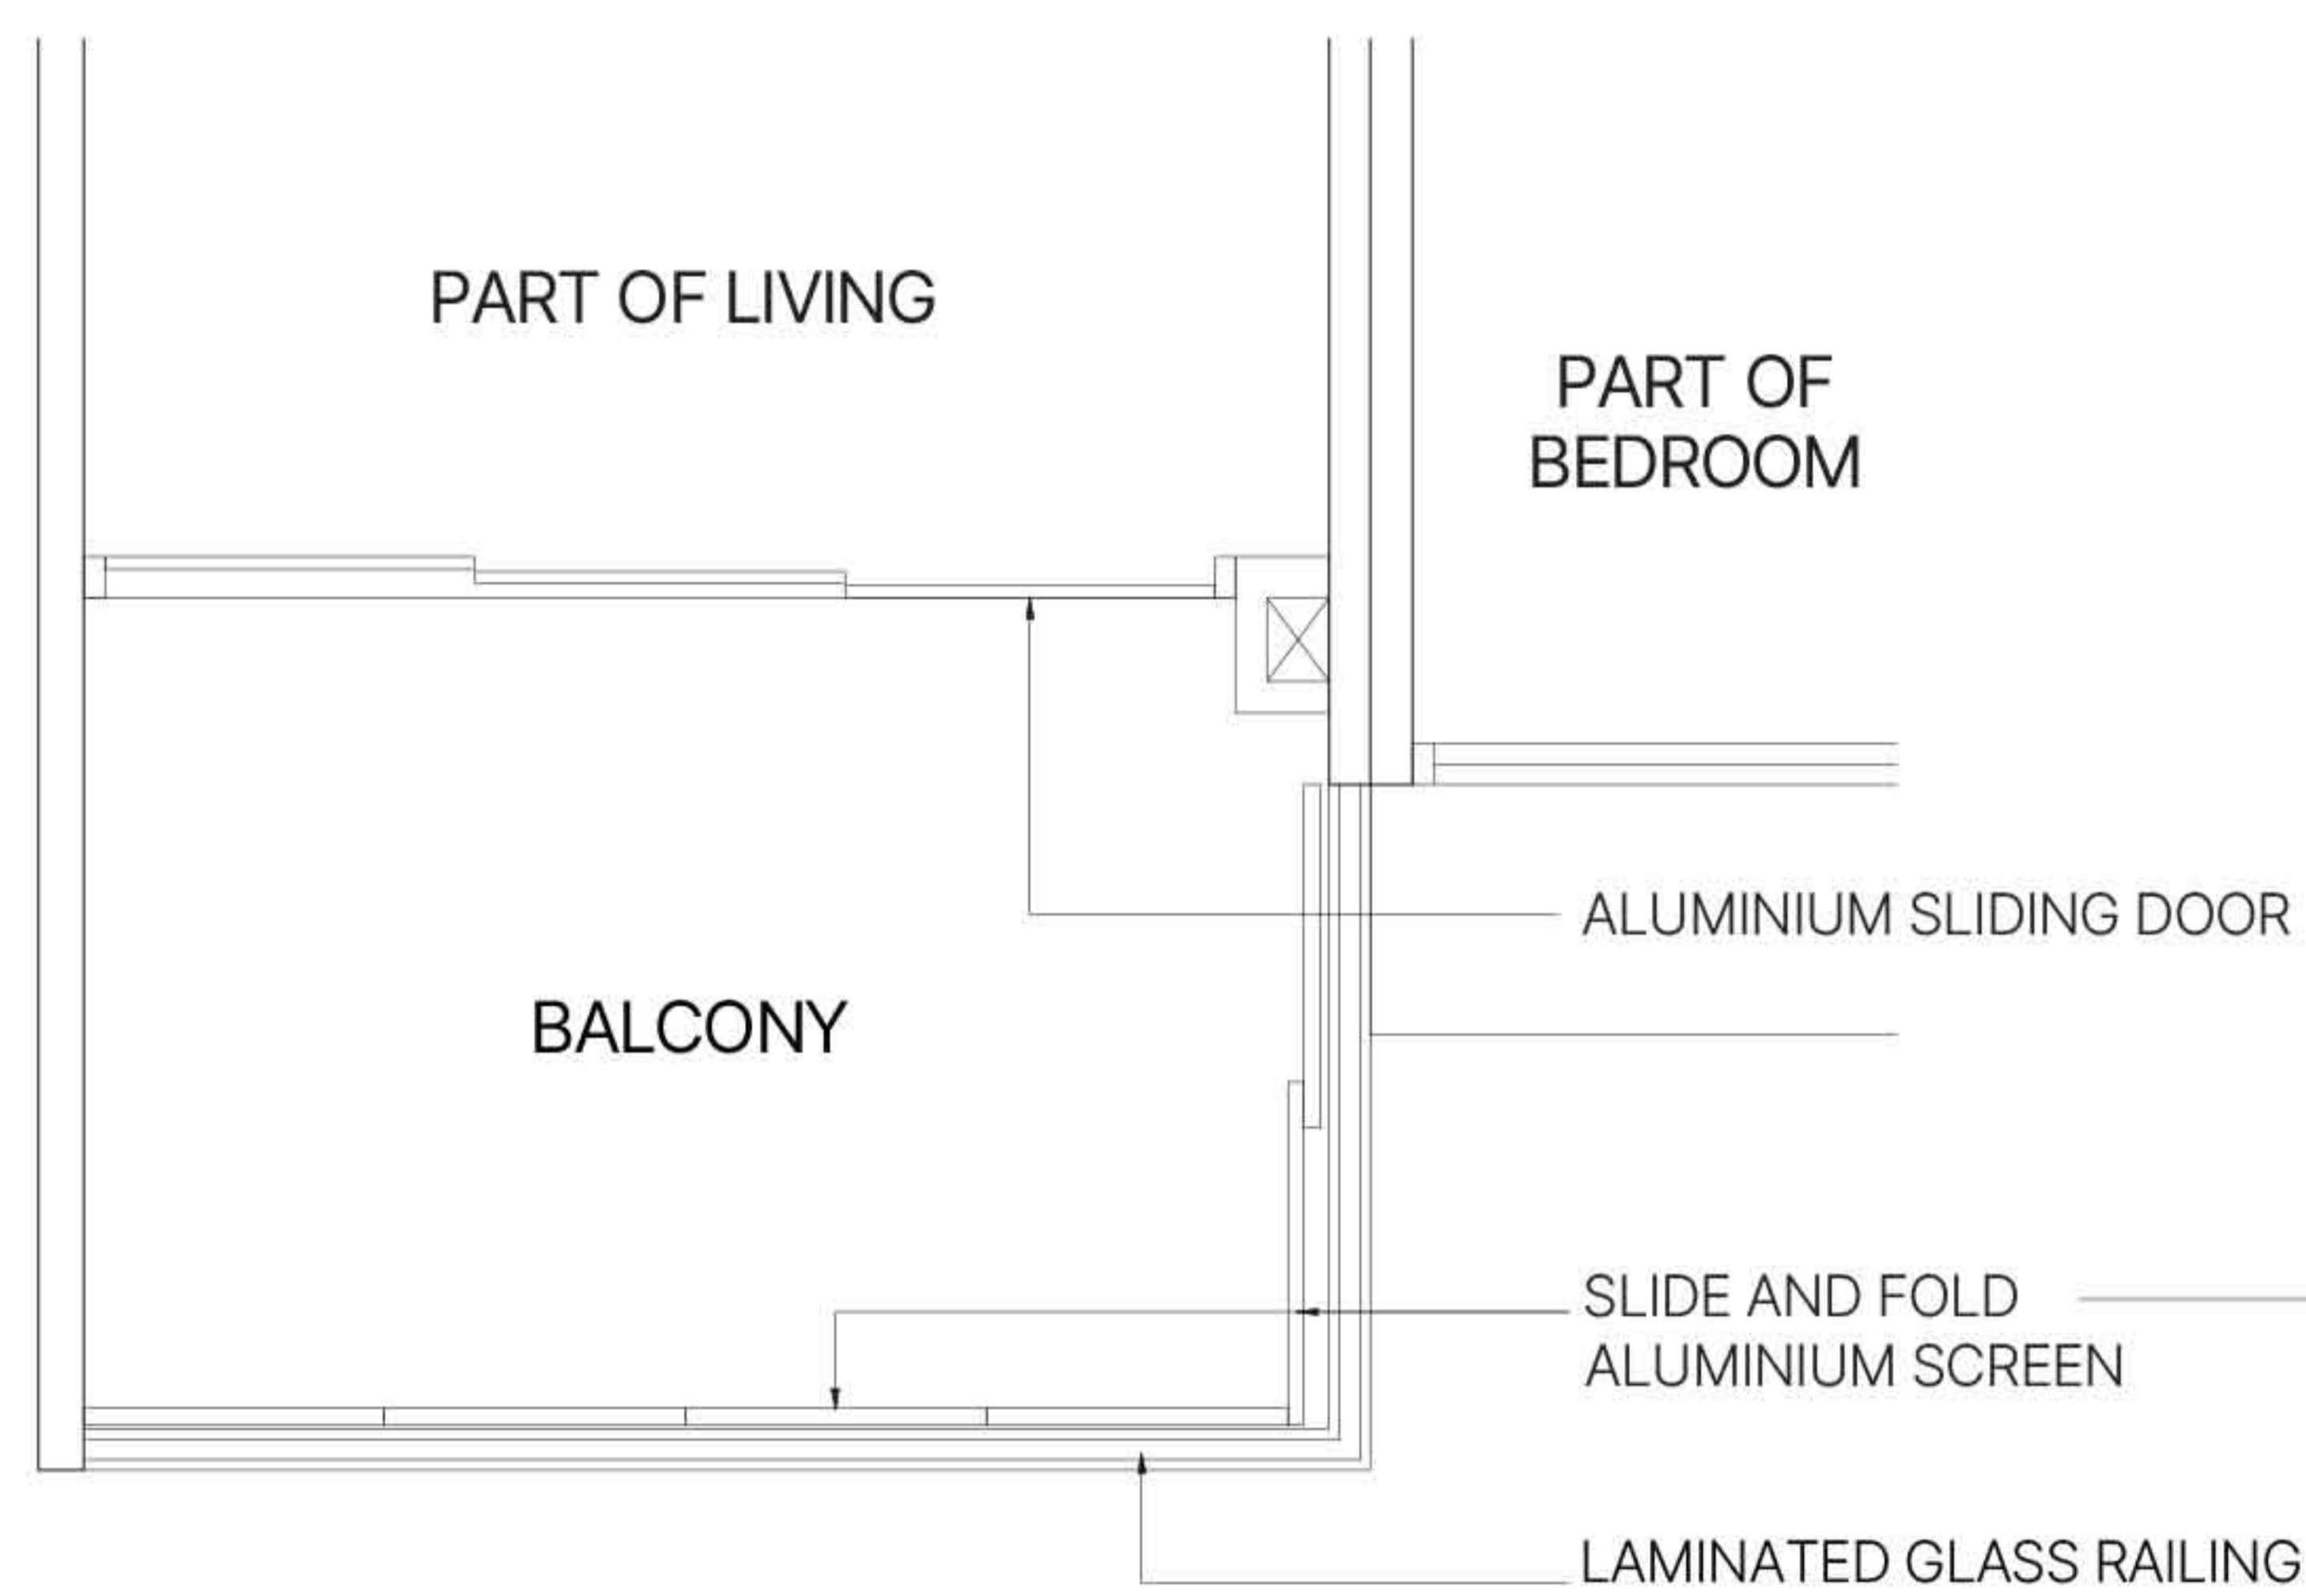 PART OF LIVING
PART OF
BEDROOM
ALUMINIUM SLIDING DOOR
BALCONY
SLIDE AND FOLD
ALUMINIUM SCREEN
LAMINATED GLASS RAILING